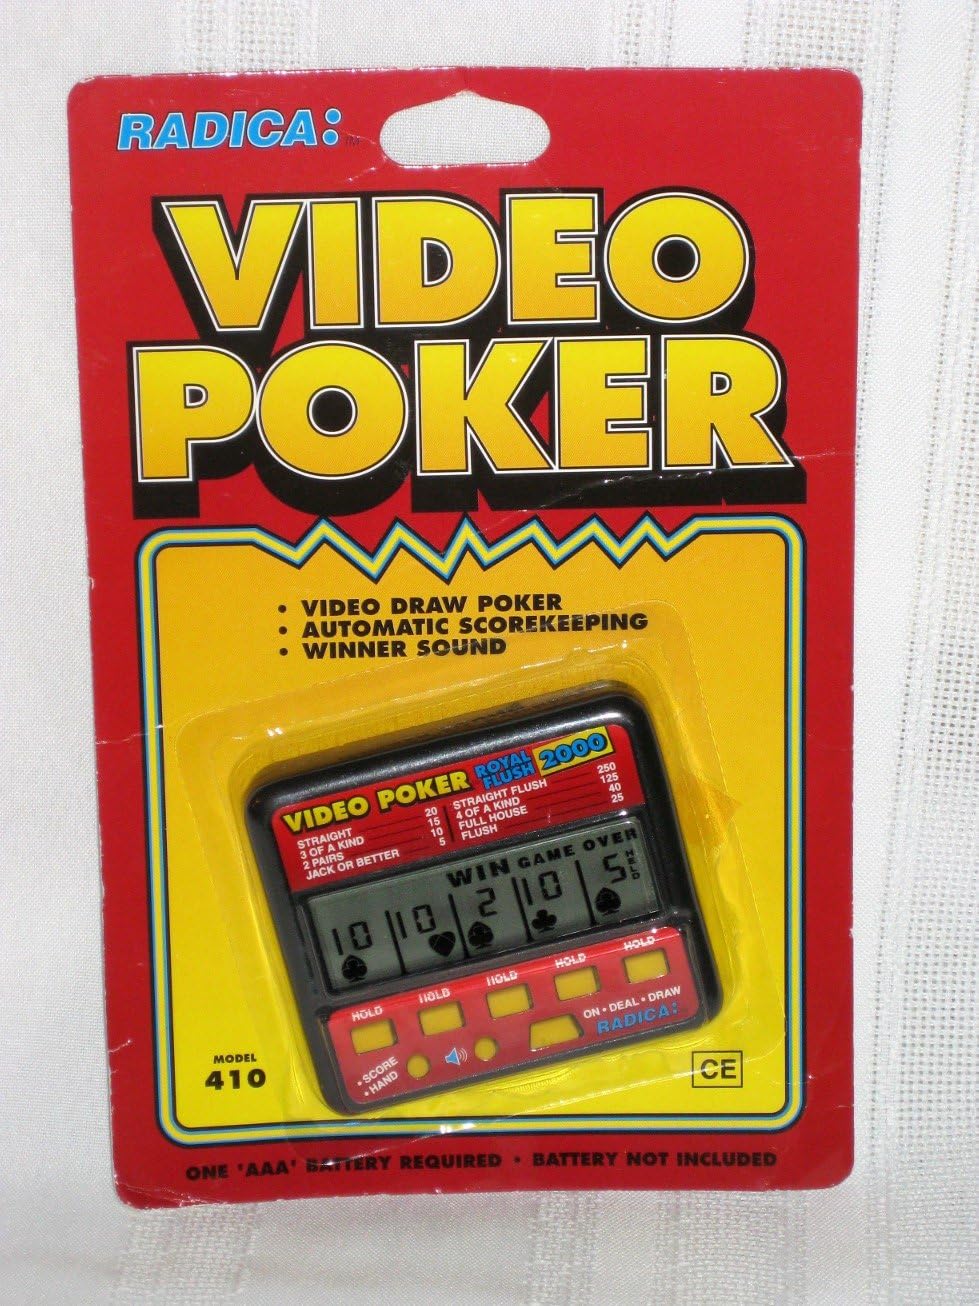 RADICA:™
VIDEO
POKER
• VIDEO DRAW POKER
• AUTOMATIC SCOREKEEPING
• WINNER SOUND
VIDEO POKER ROYAL FLUSH 2000
STRAIGHT 20
3 OF A KIND 15
2 PAIRS 10
JACK OR BETTER 5
STRAIGHT FLUSH 250
4 OF A KIND 125
FULL HOUSE 40
FLUSH 25
WIN GAME OVER
10 10 2 10 5 HELD
HOLD HOLD HOLD HOLD HOLD
• SCORE
• HAND
ON • DEAL • DRAW
RADICA:
MODEL
410
CE
ONE 'AAA' BATTERY REQUIRED • BATTERY NOT INCLUDED